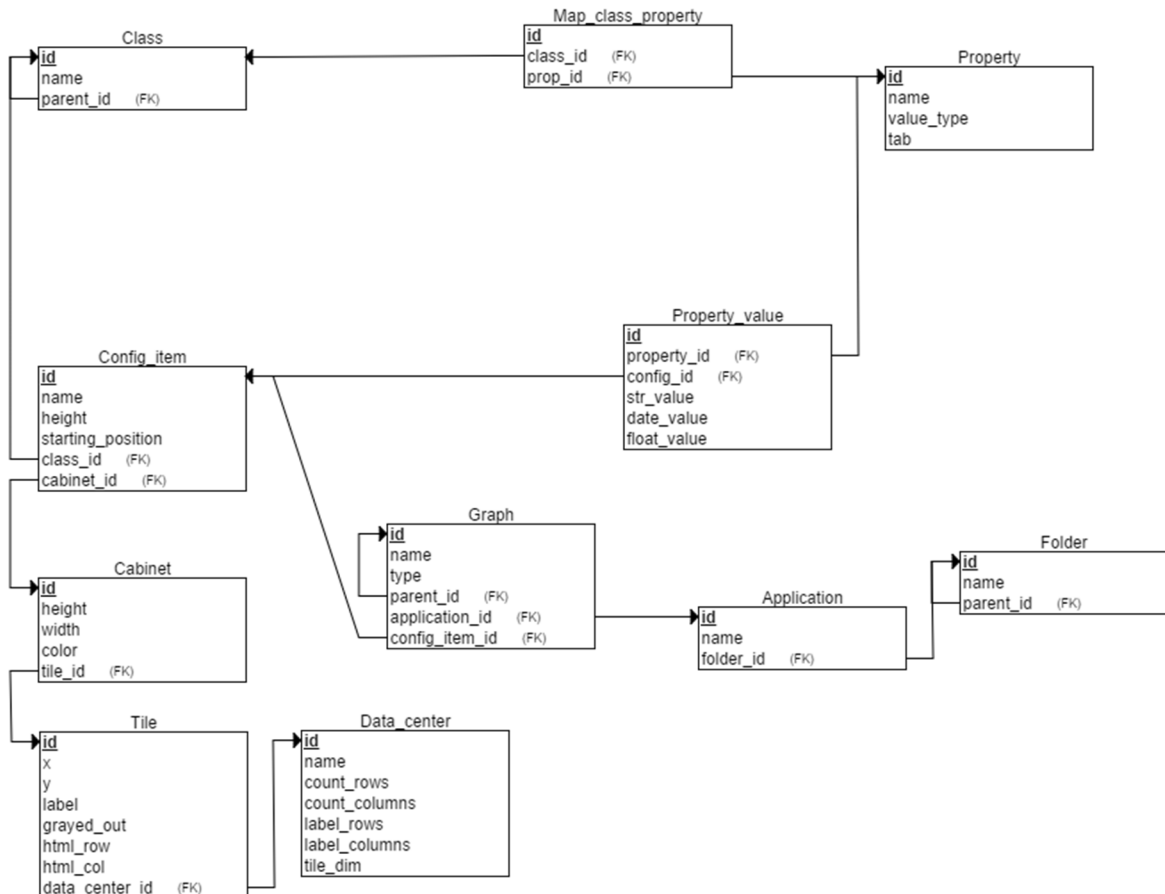 Class
id
name
parent_id (FK)
Map_class_property
id
class_id (FK)
prop_id (FK)
Property
id
name
value_type
tab
Property_value
id
property_id (FK)
config_id (FK)
str_value
date_value
float_value
Config_item
id
name
height
starting_position
class_id (FK)
cabinet_id (FK)
Graph
id
name
type
parent_id (FK)
application_id (FK)
config_item_id (FK)
Folder
id
name
parent_id (FK)
Application
id
name
folder_id (FK)
Cabinet
id
height
width
color
tile_id (FK)
Tile
id
x
y
label
grayed_out
html_row
html_col
data_center_id (FK)
Data_center
id
name
count_rows
count_columns
label_rows
label_columns
tile_dim